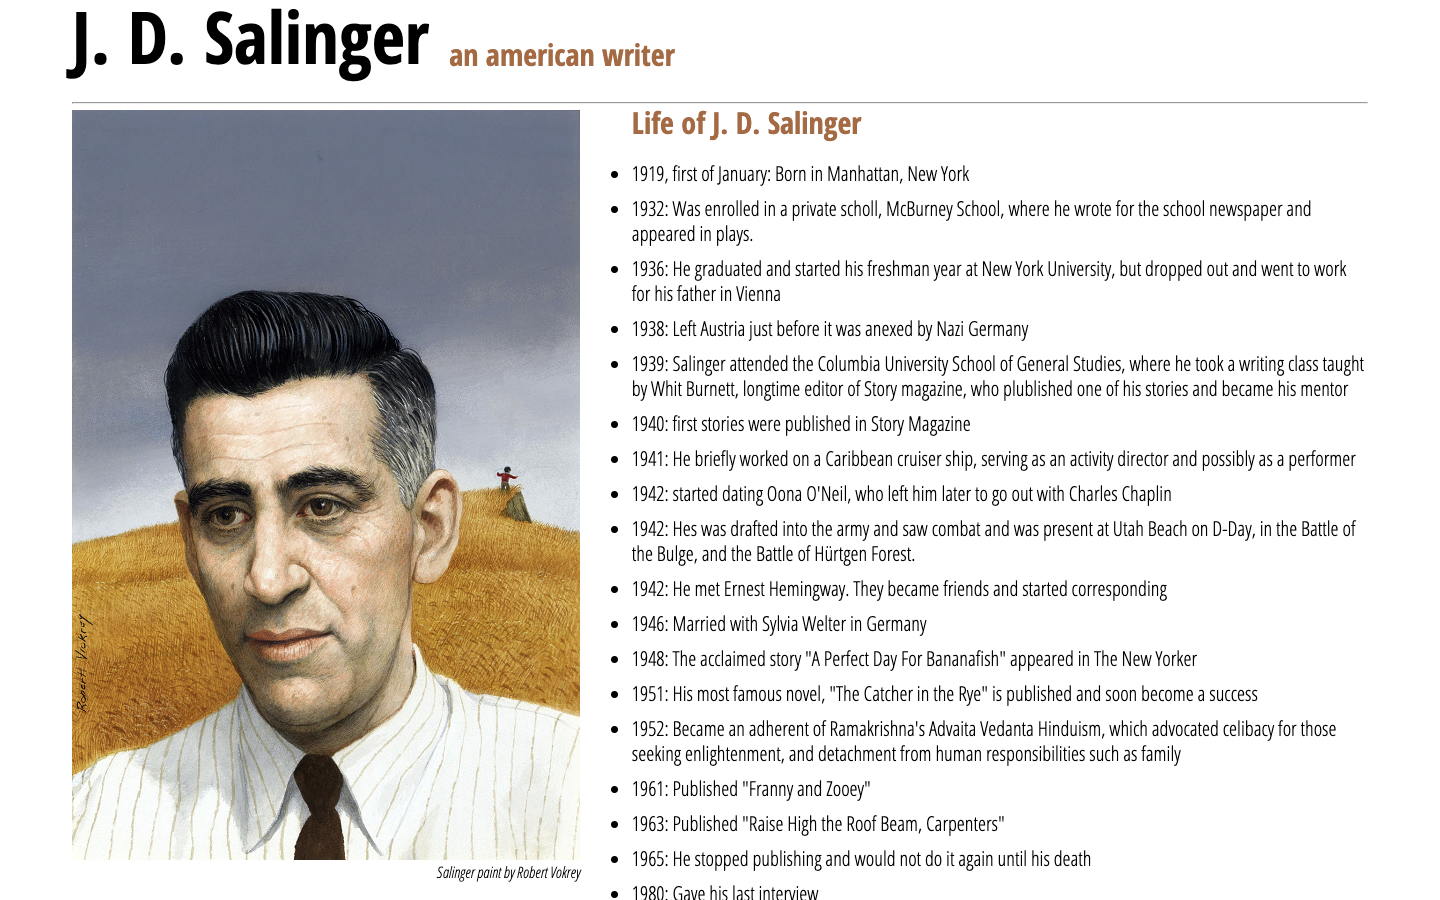 J. D. Salinger an american writer
Life of J. D. Salinger
1919, first of January: Born in Manhattan, New York
1932: Was enrolled in a private scholl, McBurney School, where he wrote for the school newspaper and
appeared in plays.
1936: He graduated and started his freshman year at New York University, but dropped out and went to work
for his father in Vienna
1938: Left Austria just before it was anexed by Nazi Germany
1939: Salinger attended the Columbia University School of General Studies, where he took a writing class taught
by Whit Burnett, longtime editor of Story magazine, who plublished one of his stories and became his mentor
1940: first stories were published in Story Magazine
1941: He briefly worked on a Caribbean cruiser ship, serving as an activity director and possibly as a performer
1942: started dating Oona O'Neil, who left him later to go out with Charles Chaplin
1942: Hes was drafted into the army and saw combat and was present at Utah Beach on D-Day, in the Battle of
the Bulge, and the Battle of Hürtgen Forest.
1942: He met Ernest Hemingway. They became friends and started corresponding
1946: Married with Sylvia Welter in Germany
1948: The acclaimed story "A Perfect Day For Bananafish" appeared in The New Yorker
1951: His most famous novel, "The Catcher in the Rye" is published and soon become a success
1952: Became an adherent of Ramakrishna's Advaita Vedanta Hinduism, which advocated celibacy for those
seeking enlightenment, and detachment from human responsibilities such as family
1961: Published "Franny and Zooey"
1963: Published "Raise High the Roof Beam, Carpenters"
1965: He stopped publishing and would not do it again until his death
1980: Gave his last interview
Robert Vickrey
Salinger paint by Robert Vokrey